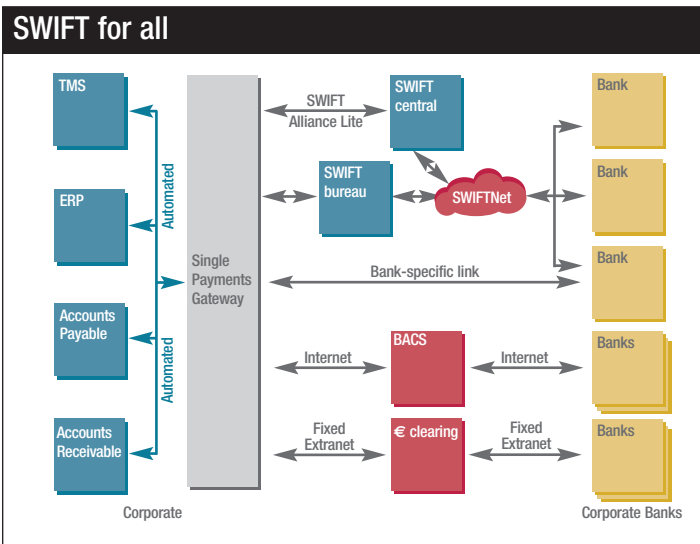 SWIFT for all
TMS
ERP
Accounts
Payable
Accounts
Receivable
Automated
Automated
Corporate
Single
Payments
Gateway
SWIFT
Alliance Lite
SWIFT
central
SWIFT
bureau
SWIFTNet
Bank-specific link
Internet
BACS
Internet
Fixed
Extranet
€ clearing
Fixed
Extranet
Bank
Bank
Bank
Banks
Banks
Corporate Banks